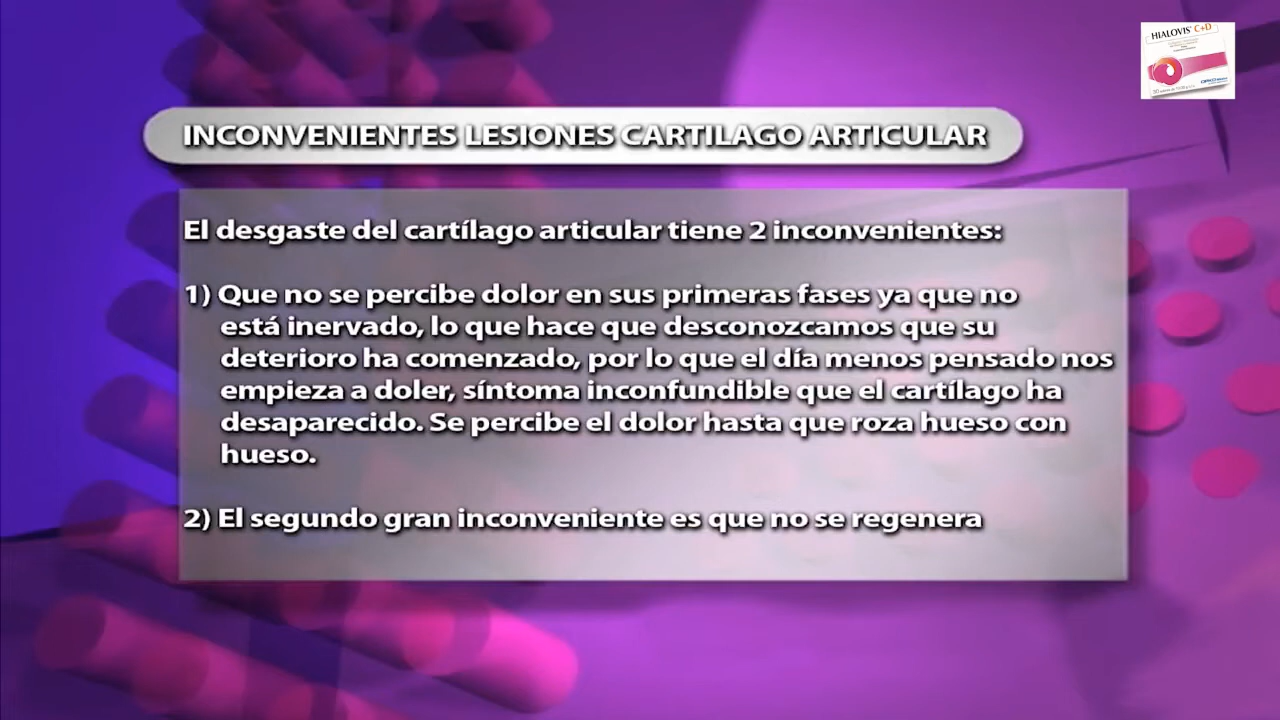 HIALOVIS C+D
INCONVENIENTES LESIONES CARTILAGO ARTICULAR
El desgaste del cartílago articular tiene 2 inconvenientes:
1) Que no se percibe dolor en sus primeras fases ya que no
está inervado, lo que hace que desconozcamos que su
deterioro ha comenzado, por lo que el día menos pensado nos
empieza a doler, síntoma inconfundible que el cartílago ha
desaparecido. Se percibe el dolor hasta que roza hueso con
hueso.
2) El segundo gran inconveniente es que no se regenera